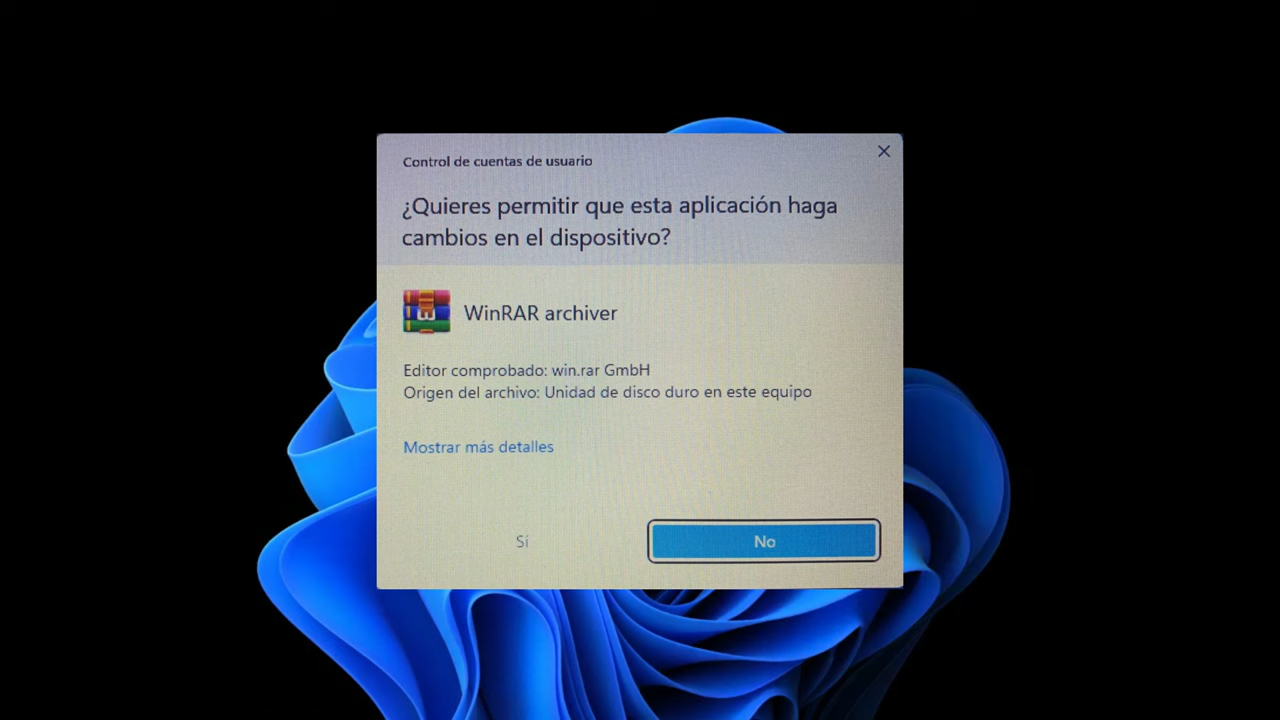 Control de cuentas de usuario
¿Quieres permitir que esta aplicación haga
cambios en el dispositivo?
WinRAR archiver
Editor comprobado: win.rar GmbH
Origen del archivo: Unidad de disco duro en este equipo
Mostrar más detalles
Sí
No